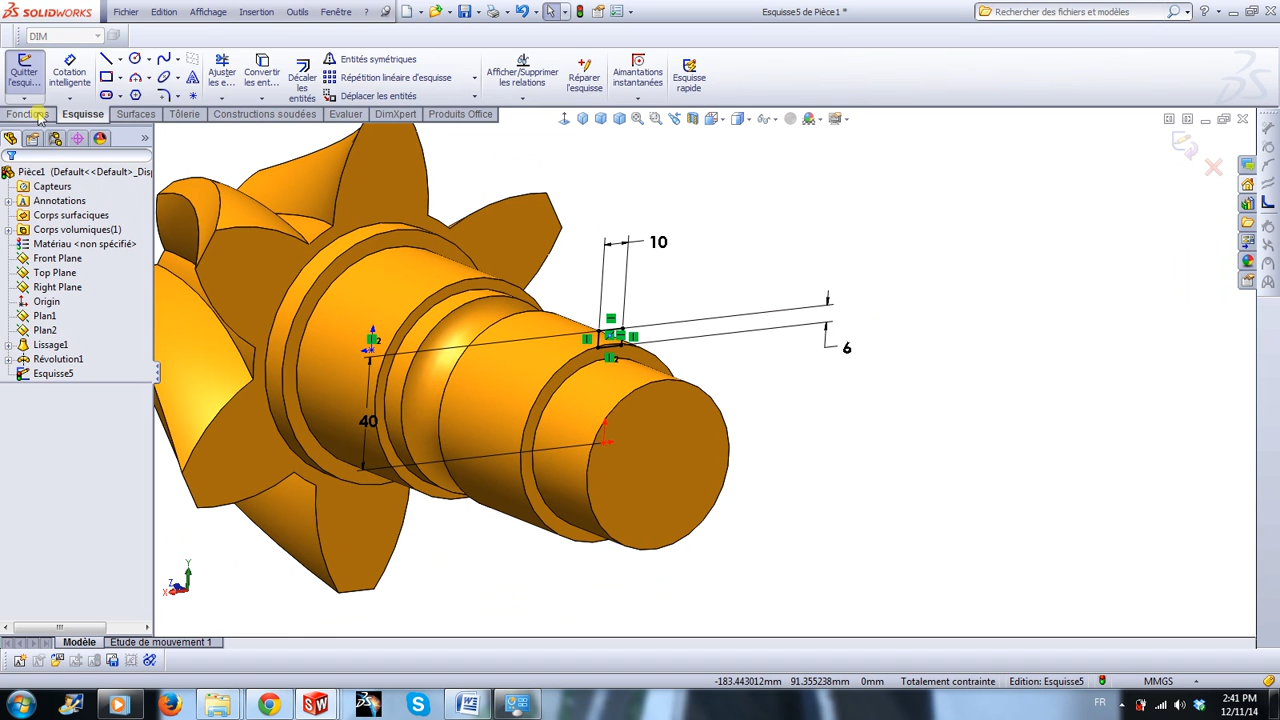 SOLIDWORKS
Fichier Edition Affichage Insertion Outils Fenêtre ?
Esquisse5 de Pièce1 *
Rechercher des fichiers et modèles
DIM
Quitter l'esqui...
Cotation intelligente
Ajuster les e...
Convertir les e...
Décaler les entités
Entités symétriques
Répétition linéaire d'esquisse
Déplacer les entités
Afficher/Supprimer les relations
Réparer l'esquisse
Aimantations instantanées
Esquisse rapide
Esquisse Surfaces Tôlerie Constructions soudées Evaluer DimXpert Produits Office
Pièce1 (Default<<Default>_Disp
Capteurs
Annotations
Corps surfaciques
Corps volumiques(1)
Matériau <non spécifié>
Front Plane
Top Plane
Right Plane
Origin
Plan1
Plan2
Lissage1
Révolution1
Esquisse5
10
6
40
2
2
Y
Z
X
Modèle Etude de mouvement 1
-183.443012mm 91.355238mm 0mm Totalement contrainte Edition: Esquisse5 MMGS
FR
2:41 PM
12/11/14